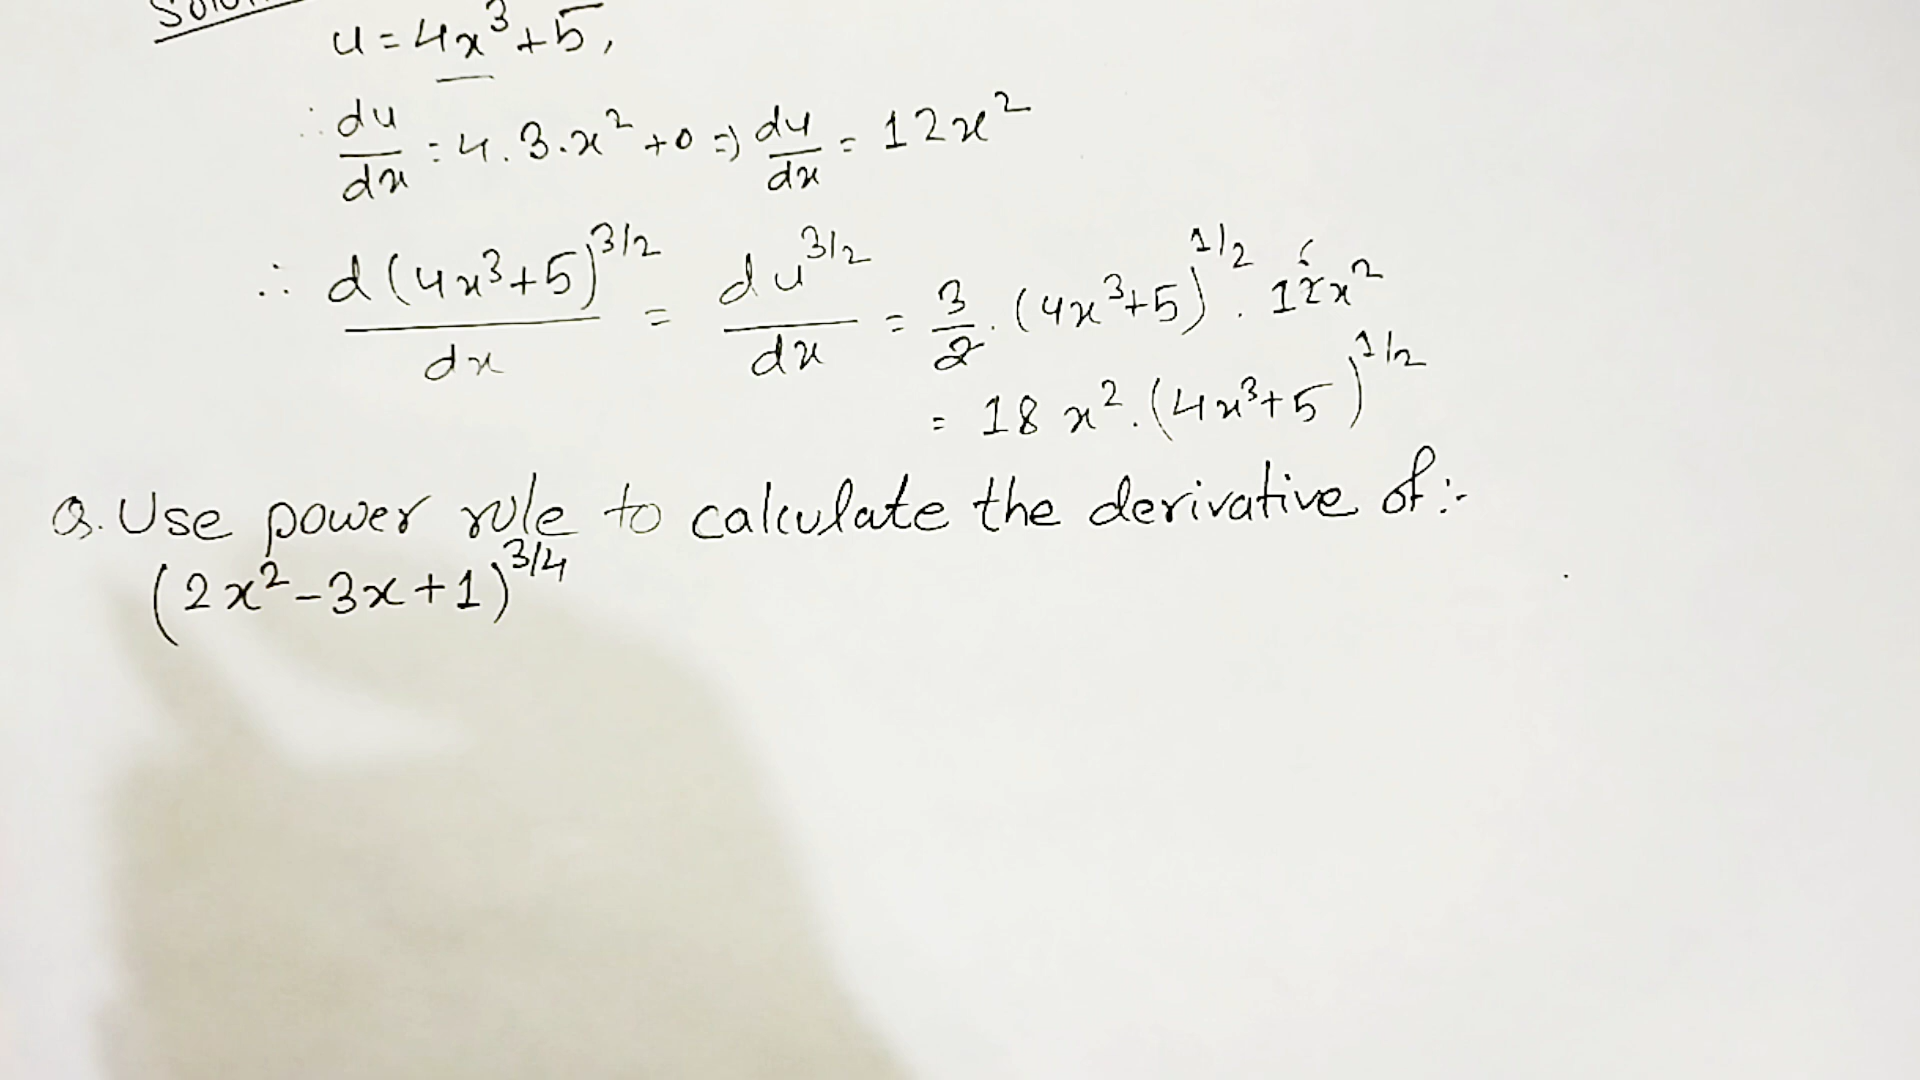 u = 4x³+5,
∴ du/dx = 4.3.x² +0 ⇒ du/dx = 12x²
∴ d(4x³+5)^3/2 / dx = du^3/2 / dx = 3/2 . (4x³+5)^1/2 . 12x²
= 18 x².(4x³+5)^1/2
Q. Use power rule to calculate the derivative of :-
(2x²-3x+1)^3/4